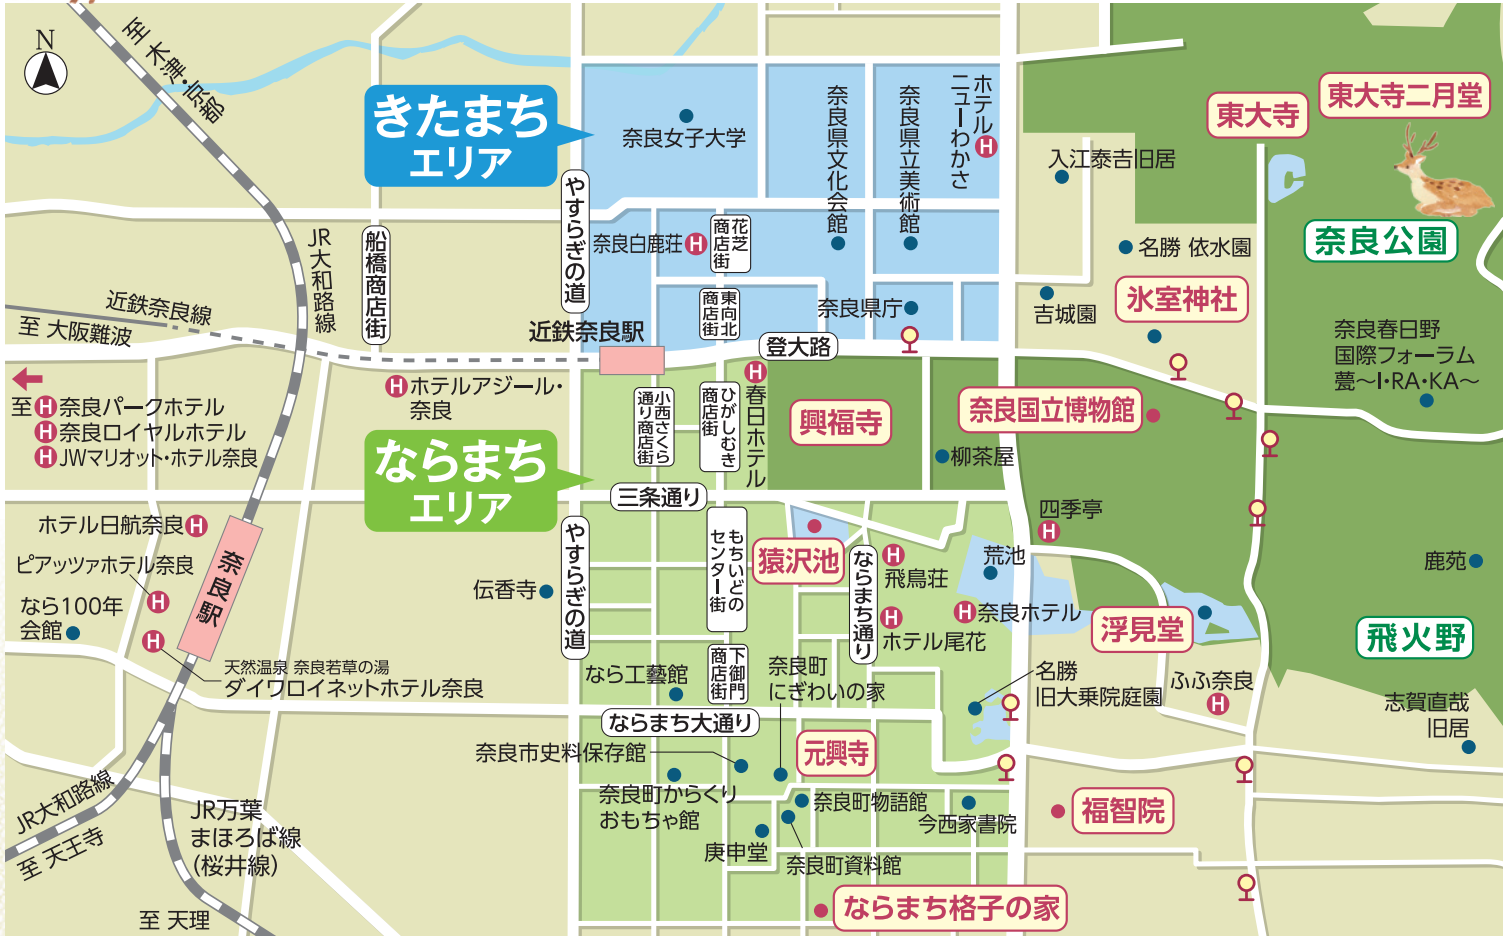 N
至 木津・京都
きたまち
エリア
奈良女子大学
奈良県文化会館
奈良県立美術館
ホテル
ニューわかさ
H
入江泰吉旧居
東大寺
東大寺二月堂
奈良公園
名勝 依水園
吉城園
氷室神社
奈良春日野
国際フォーラム
甍〜I・RA・KA〜
やすらぎの道
奈良白鹿荘
H
花芝
商店街
東向北
商店街
奈良県庁
船橋商店街
JR大和路線
近鉄奈良線
至 大阪難波
近鉄奈良駅
登大路
至
H 奈良パークホテル
H 奈良ロイヤルホテル
H JWマリオット・ホテル奈良
H ホテルアジール・
奈良
小西さくら
通り商店街
ひがしむき
商店街
H
春日ホテル
興福寺
奈良国立博物館
柳茶屋
ならまち
エリア
三条通り
ホテル日航奈良 H
ピアッツァホテル奈良
H
なら100年
会館
奈良駅
H
天然温泉 奈良若草の湯
ダイワロイネットホテル奈良
伝香寺
やすらぎの道
もちいどの
センター街
猿沢池
ならまち通り
H
飛鳥荘
H
ホテル尾花
荒池
四季亭
H
H 奈良ホテル
浮見堂
鹿苑
飛火野
なら工藝館
下御門
商店街
奈良町
にぎわいの家
名勝
旧大乗院庭園
ふふ奈良
H
志賀直哉
旧居
ならまち大通り
奈良市史料保存館
元興寺
奈良町からくり
おもちゃ館
奈良町物語館
今西家書院
福智院
庚申堂
奈良町資料館
ならまち格子の家
JR大和路線
至 天王寺
JR万葉
まほろば線
(桜井線)
至 天理